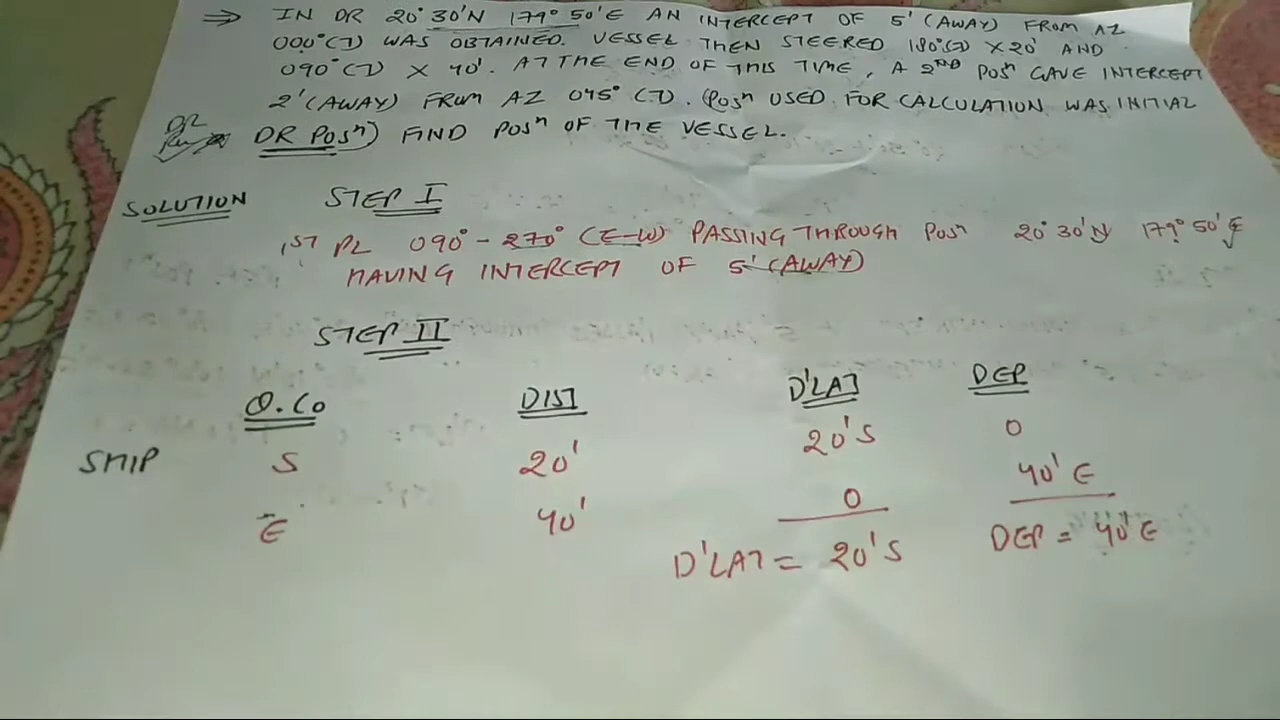 ⇒ IN DR 20° 30'N 179° 50'E AN INTERCEPT OF 5' (AWAY) FROM AZ
000° (T) WAS OBTAINED. VESSEL THEN STEERED 180°(T) X 20' AND
090° (T) X 40'. AT THE END OF THIS TIME, A 2ND POSN GAVE INTERCEPT
2' (AWAY) FROM AZ 045° (T). (POSN USED FOR CALCULATION WAS INITIAL
DR
DR POSN) FIND POSN OF THE VESSEL.
SOLUTION STEP I
1ST PL 090° - 270° (E-W) PASSING THROUGH POSN 20° 30'N 179° 50'E
HAVING INTERCEPT OF 5' (AWAY)
STEP II
Q.Co DIST D'LAT DEP
SHIP S 20' 20'S 0
E 40' 0 40'E
D'LAT = 20'S DEP = 40'E